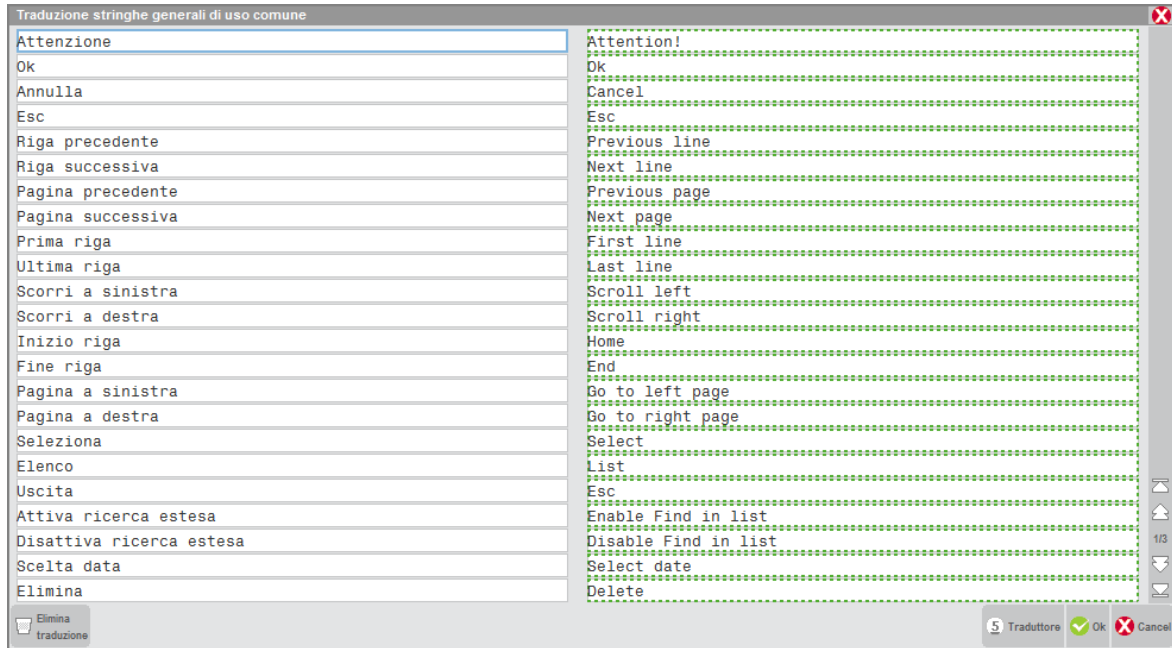 Traduzione stringhe generali di uso comune
Attenzione Attention!
Ok Ok
Annulla Cancel
Esc Esc
Riga precedente Previous line
Riga successiva Next line
Pagina precedente Previous page
Pagina successiva Next page
Prima riga First line
Ultima riga Last line
Scorri a sinistra Scroll left
Scorri a destra Scroll right
Inizio riga Home
Fine riga End
Pagina a sinistra Go to left page
Pagina a destra Go to right page
Seleziona Select
Elenco List
Uscita Esc
Attiva ricerca estesa Enable Find in list
Disattiva ricerca estesa Disable Find in list
1/3
Scelta data Select date
Elimina Delete
Elimina
traduzione
5 Traduttore Ok Cancel